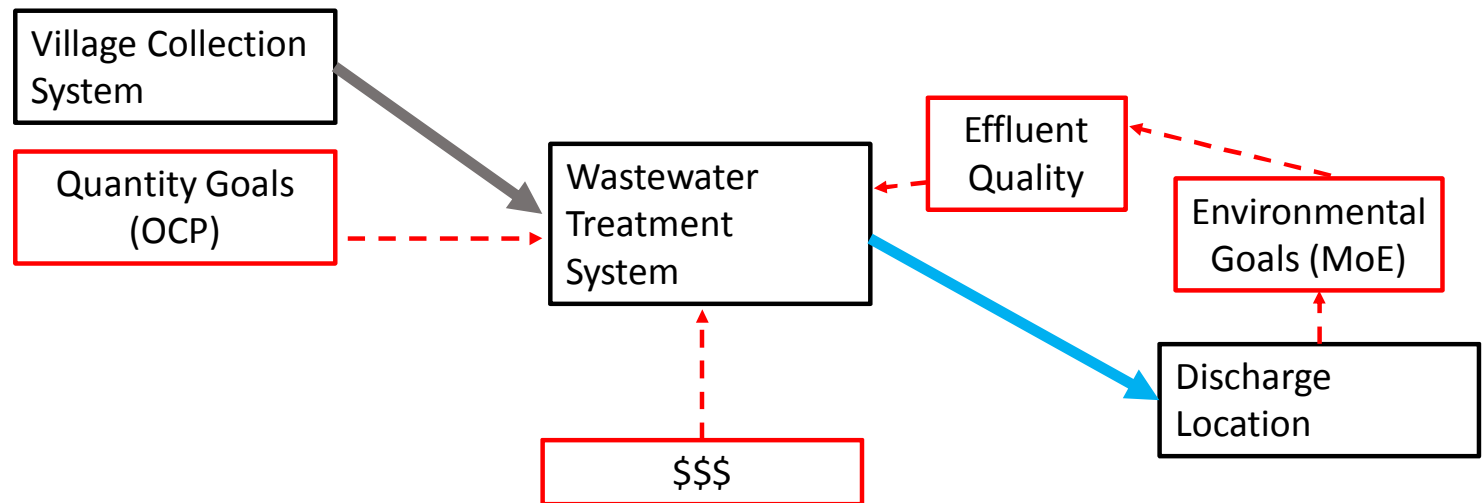 Village Collection
System
Quantity Goals
(OCP)
Wastewater
Treatment
System
Effluent
Quality
Environmental
Goals (MoE)
Discharge
Location
$$$